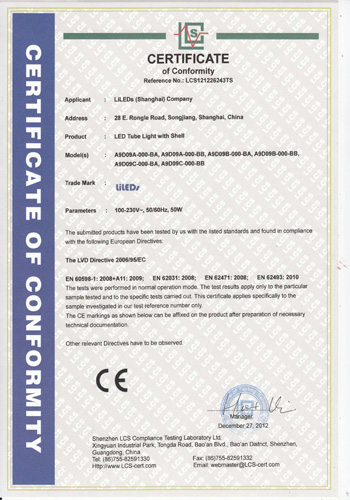 LCS
CERTIFICATE
of Conformity
Reference No.: LCS121226243TS
CERTIFICATE OF CONFORMITY
Applicant : LiLEDs (Shanghai) Company
Address : 28 E. Rongle Road, Songjiang, Shanghai, China
Product : LED Tube Light with Shell
Model(s) : A9D09A-000-BA, A9D09A-000-BB, A9D09B-000-BA, A9D09B-000-BB,
A9D09C-000-BA, A9D09C-000-BB
Trade Mark : LiLEDs
Parameters : 100-230V~, 50/60Hz, 50W
The submitted products have been tested by us with the listed standards and found in compliance
with the following European Directives:
The LVD Directive 2006/95/EC
EN 60598-1: 2008+A11: 2009; EN 62031: 2008; EN 62471: 2008; EN 62493: 2010
The tests were performed in normal operation mode. The test results apply only to the particular
sample tested and to the specific tests carried out. This certificate applies specifically to the
sample investigated in our test reference number only.
The CE markings as shown below can be affixed on the product after preparation of necessary
technical documentation.
Other relevant Directives have to be observed
CE
Manager
December 27, 2012
Shenzhen LCS Compliance Testing Laboratory Ltd.
Xingyuan Industrial Park, Tongda Road, Bao'an Blvd., Bao'an District, Shenzhen,
Guangdong, China
Tel: (86)755-82591330 Fax: (86)755-82591332
Http://www.LCS-cert.com Email: webmaster@LCS-cert.com